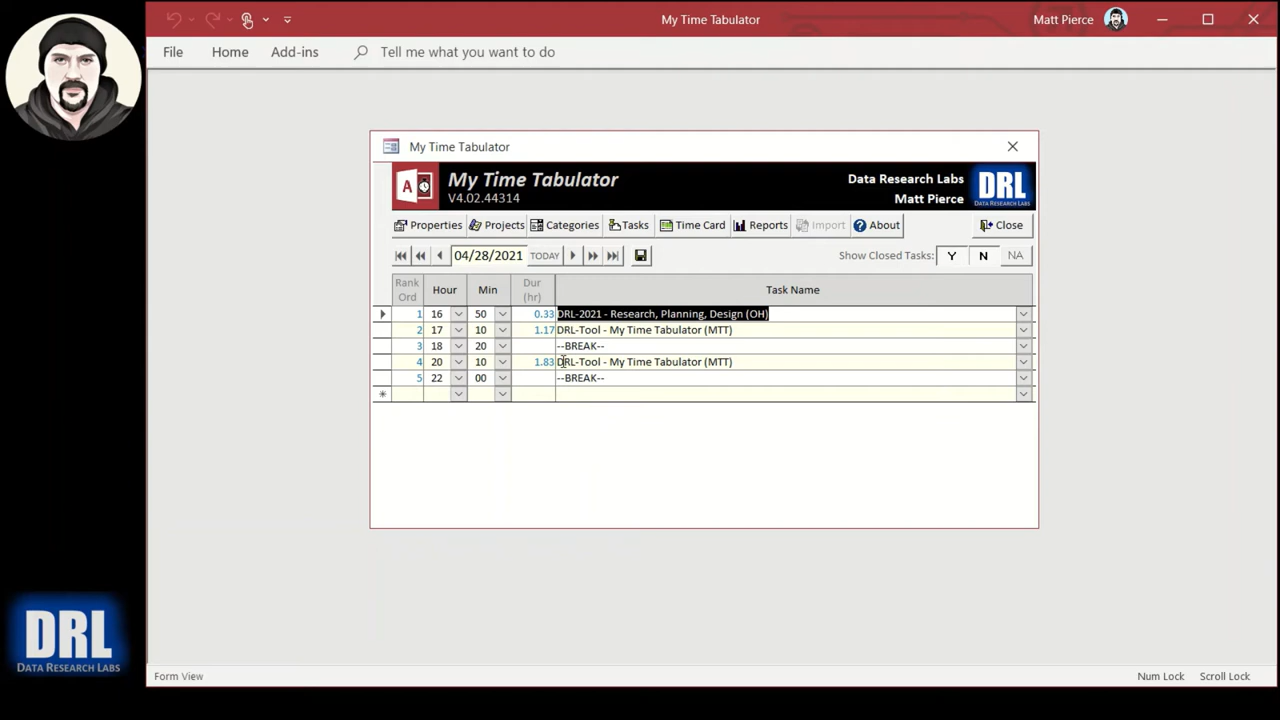 My Time Tabulator
Matt Pierce
File Home Add-ins Tell me what you want to do
My Time Tabulator
My Time Tabulator
V4.02.44314
Data Research Labs
Matt Pierce
DRL
DATA RESEARCH LABS
Properties Projects Categories Tasks Time Card Reports Import About Close
04/28/2021 TODAY Show Closed Tasks: Y N NA
Rank Ord Hour Min Dur (hr) Task Name
1 16 50 0.33 DRL-2021 - Research, Planning, Design (OH)
2 17 10 1.17 DRL-Tool - My Time Tabulator (MTT)
3 18 20 --BREAK--
4 20 10 1.83 DRL-Tool - My Time Tabulator (MTT)
5 22 00 --BREAK--
DRL
DATA RESEARCH LABS
Form View Num Lock Scroll Lock